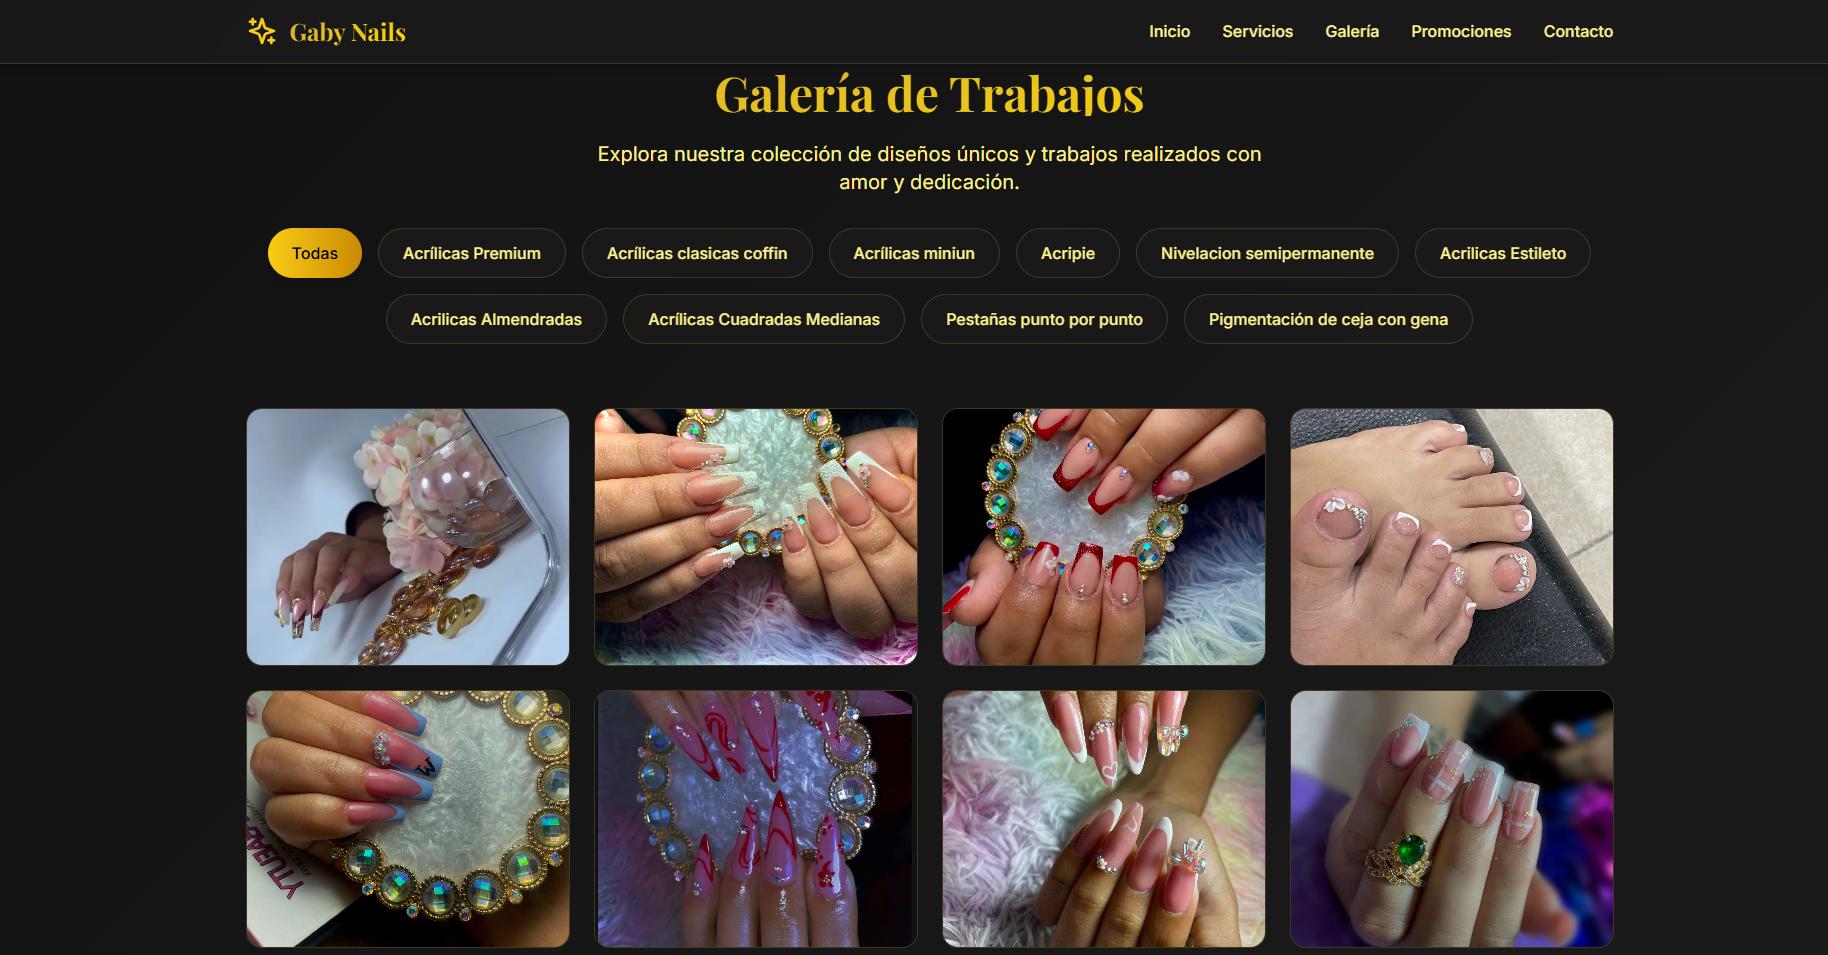 Gaby Nails
Inicio Servicios Galería Promociones Contacto
Galería de Trabajos
Explora nuestra colección de diseños únicos y trabajos realizados con
amor y dedicación.
Todas Acrílicas Premium Acrílicas clasicas coffin Acrílicas miniun Acripie Nivelacion semipermanente Acrilicas Estileto
Acrilicas Almendradas Acrílicas Cuadradas Medianas Pestañas punto por punto Pigmentación de ceja con gena
W